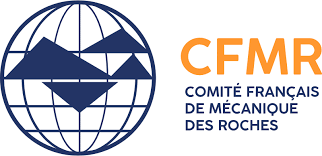 CFMR
COMITÉ FRANÇAIS
DE MÉCANIQUE
DES ROCHES